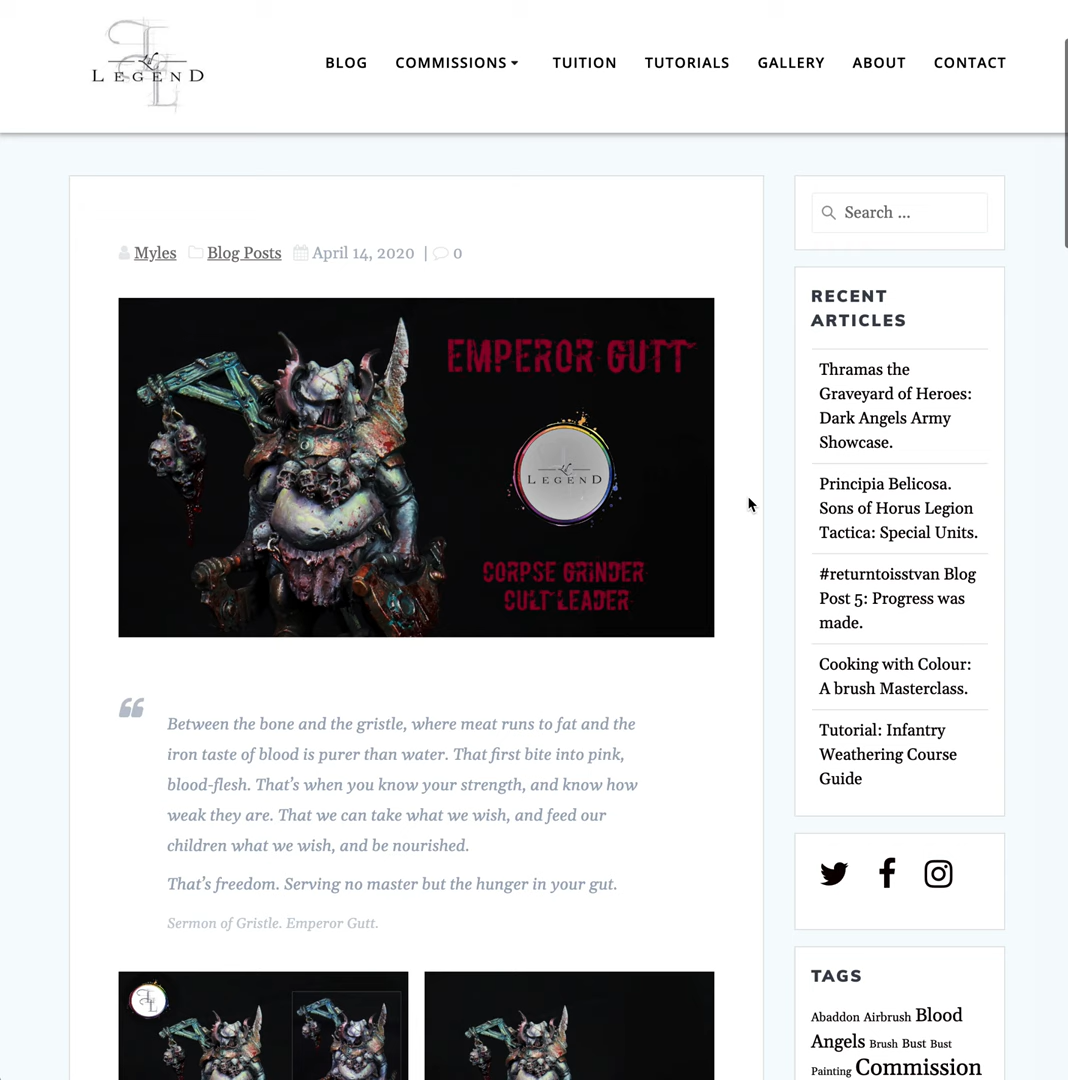 LEGEND
BLOG COMMISSIONS TUITION TUTORIALS GALLERY ABOUT CONTACT
Myles Blog Posts April 14, 2020 | 0
EMPEROR GUTT
LEGEND
CORPSE GRINDER
CULT LEADER
Between the bone and the gristle, where meat runs to fat and the
iron taste of blood is purer than water. That first bite into pink,
blood-flesh. That’s when you know your strength, and know how
weak they are. That we can take what we wish, and feed our
children what we wish, and be nourished.
That’s freedom. Serving no master but the hunger in your gut.
Sermon of Gristle. Emperor Gutt.
Search ...
RECENT
ARTICLES
Thramas the
Graveyard of Heroes:
Dark Angels Army
Showcase.
Principia Belicosa.
Sons of Horus Legion
Tactica: Special Units.
#returntoisstvan Blog
Post 5: Progress was
made.
Cooking with Colour:
A brush Masterclass.
Tutorial: Infantry
Weathering Course
Guide
TAGS
Abaddon Airbrush Blood
Angels Brush Bust Bust
Painting Commission